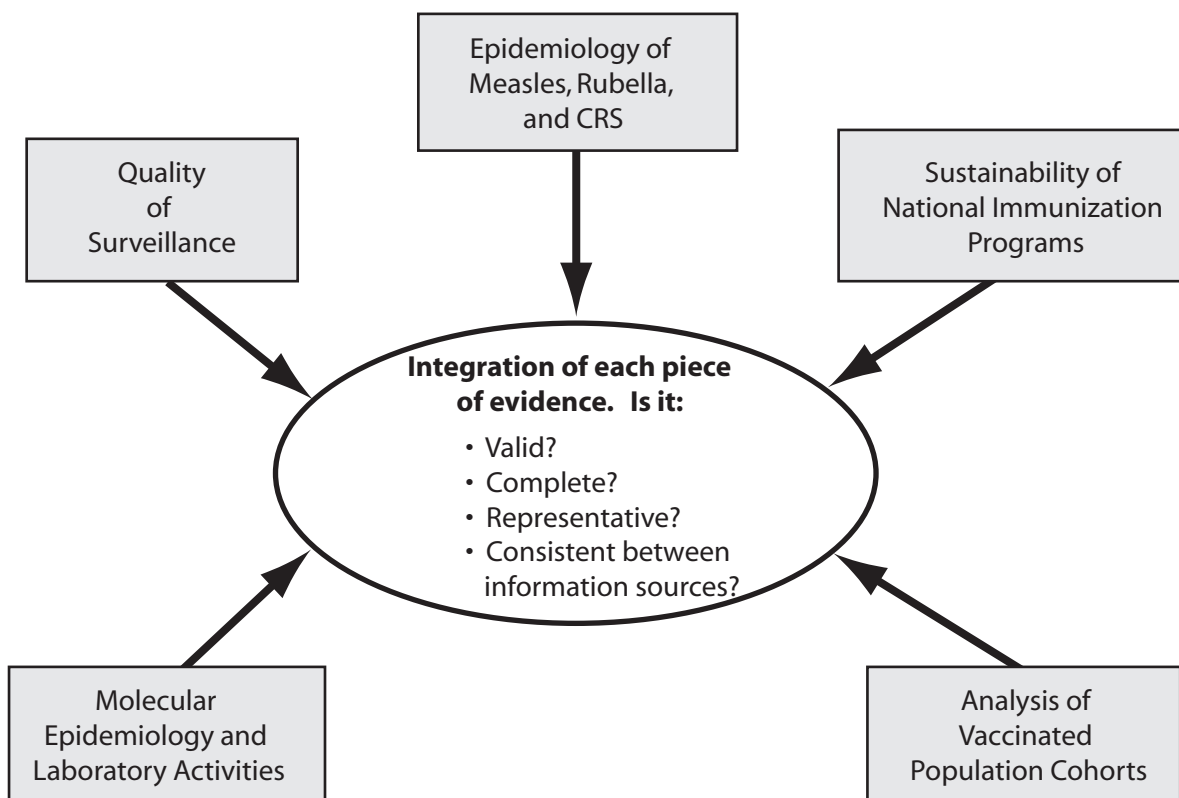 Epidemiology of
Measles, Rubella,
and CRS
Quality
of
Surveillance
Sustainability of
National Immunization
Programs
Integration of each piece
of evidence. Is it:
• Valid?
• Complete?
• Representative?
• Consistent between
information sources?
Molecular
Epidemiology and
Laboratory Activities
Analysis of
Vaccinated
Population Cohorts